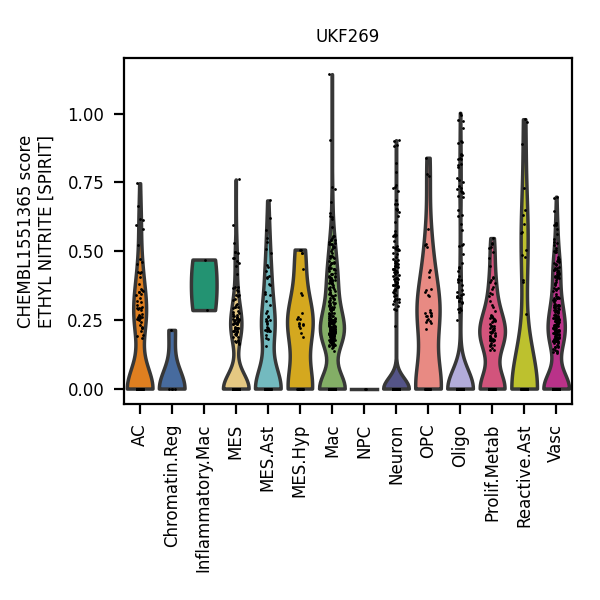 UKF269
CHEMBL1551365 score
ETHYL NITRITE [SPIRIT]
1.00
0.75
0.50
0.25
0.00
AC
Chromatin.Reg
Inflammatory.Mac
MES
MES.Ast
MES.Hyp
Mac
NPC
Neuron
OPC
Oligo
Prolif.Metab
Reactive.Ast
Vasc